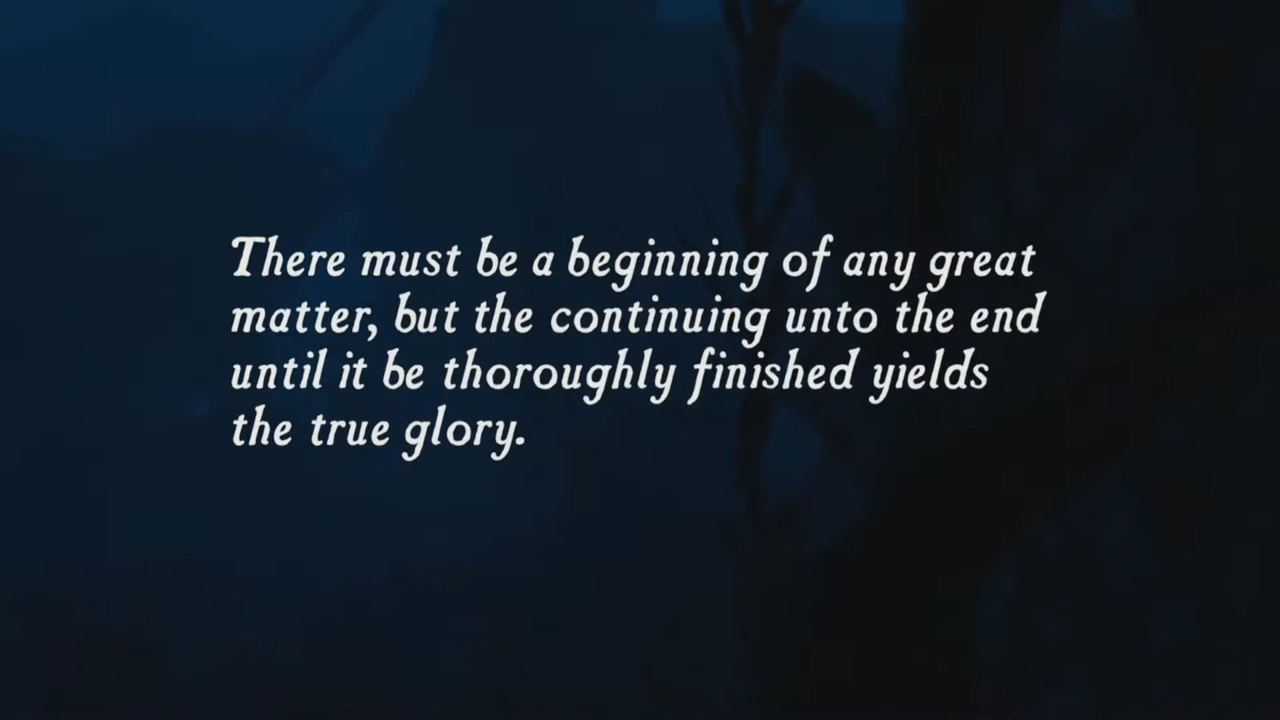 There must be a beginning of any great
matter, but the continuing unto the end
until it be thoroughly finished yields
the true glory.